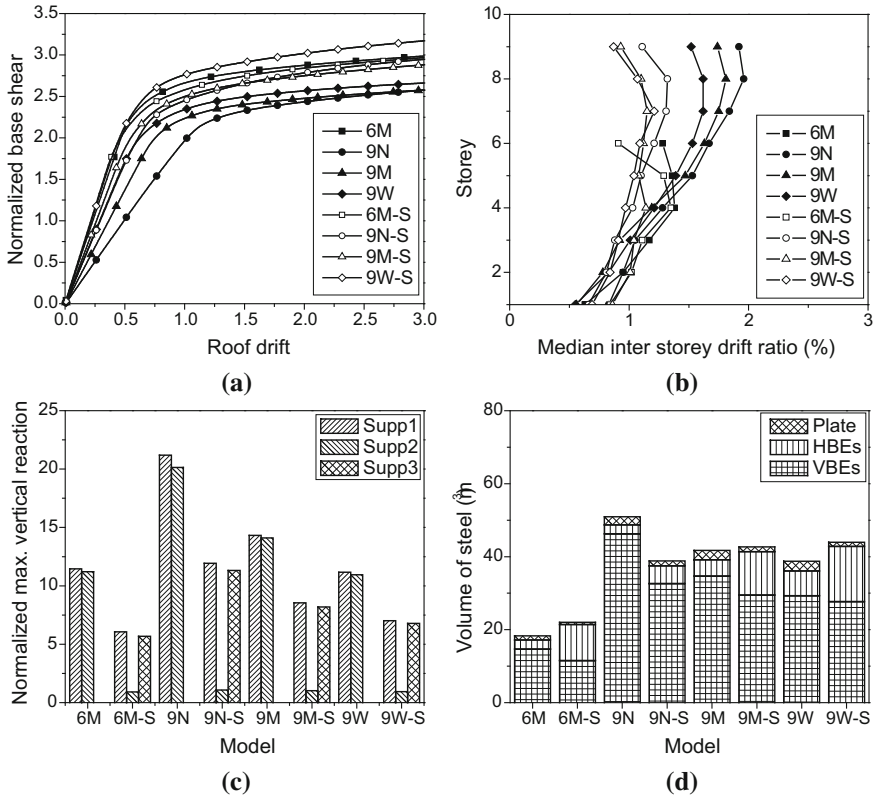 3.5
3.0
2.5
2.0
1.5
1.0
0.5
0.0
Normalized base shear
0.0 0.5 1.0 1.5 2.0 2.5 3.0
Roof drift
6M
9N
9M
9W
6M-S
9N-S
9M-S
9W-S
(a)
10
8
6
4
2
Storey
0 1 2 3
Median inter storey drift ratio (%)
6M
9N
9M
9W
6M-S
9N-S
9M-S
9W-S
(b)
25
20
15
10
5
0
Normalized max. vertical reaction
Supp1
Supp2
Supp3
6M 6M-S 9N 9N-S 9M 9M-S 9W 9W-S
Model
(c)
80
60
40
20
0
Volume of steel (m3)
Plate
HBEs
VBEs
6M 6M-S 9N 9N-S 9M 9M-S 9W 9W-S
Model
(d)